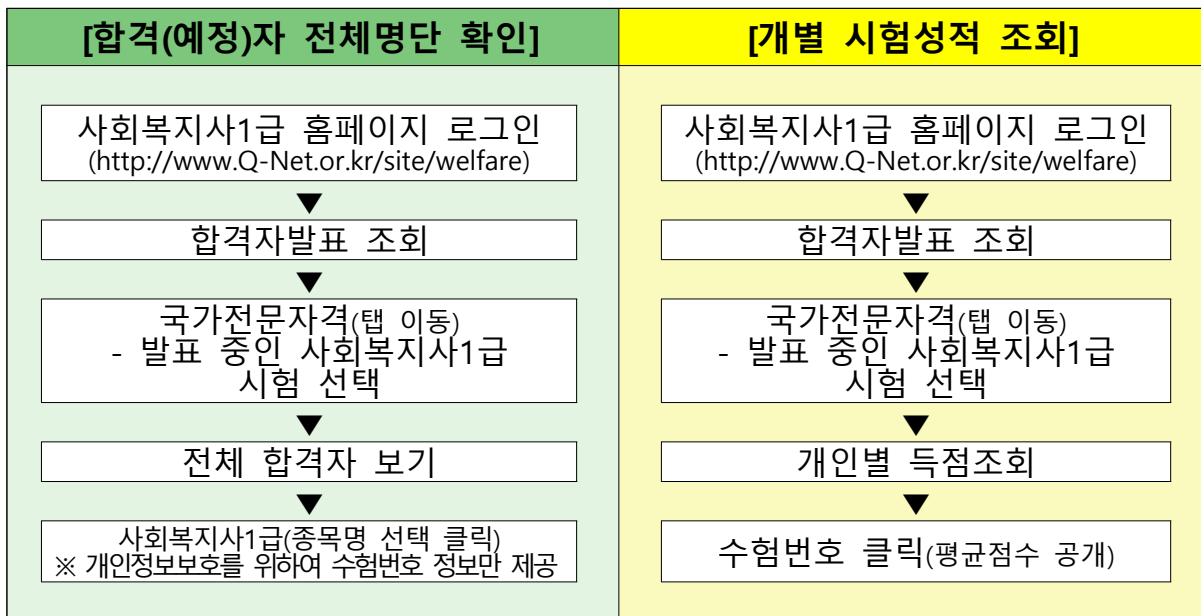 [합격(예정)자 전체명단 확인]
사회복지사1급 홈페이지 로그인
(http://www.Q-Net.or.kr/site/welfare)
▼
합격자발표 조회
▼
국가전문자격(탭 이동)
- 발표 중인 사회복지사1급
시험 선택
▼
전체 합격자 보기
▼
사회복지사1급(종목명 선택 클릭)
※ 개인정보보호를 위하여 수험번호 정보만 제공
[개별 시험성적 조회]
사회복지사1급 홈페이지 로그인
(http://www.Q-Net.or.kr/site/welfare)
▼
합격자발표 조회
▼
국가전문자격(탭 이동)
- 발표 중인 사회복지사1급
시험 선택
▼
개인별 득점조회
▼
수험번호 클릭(평균점수 공개)